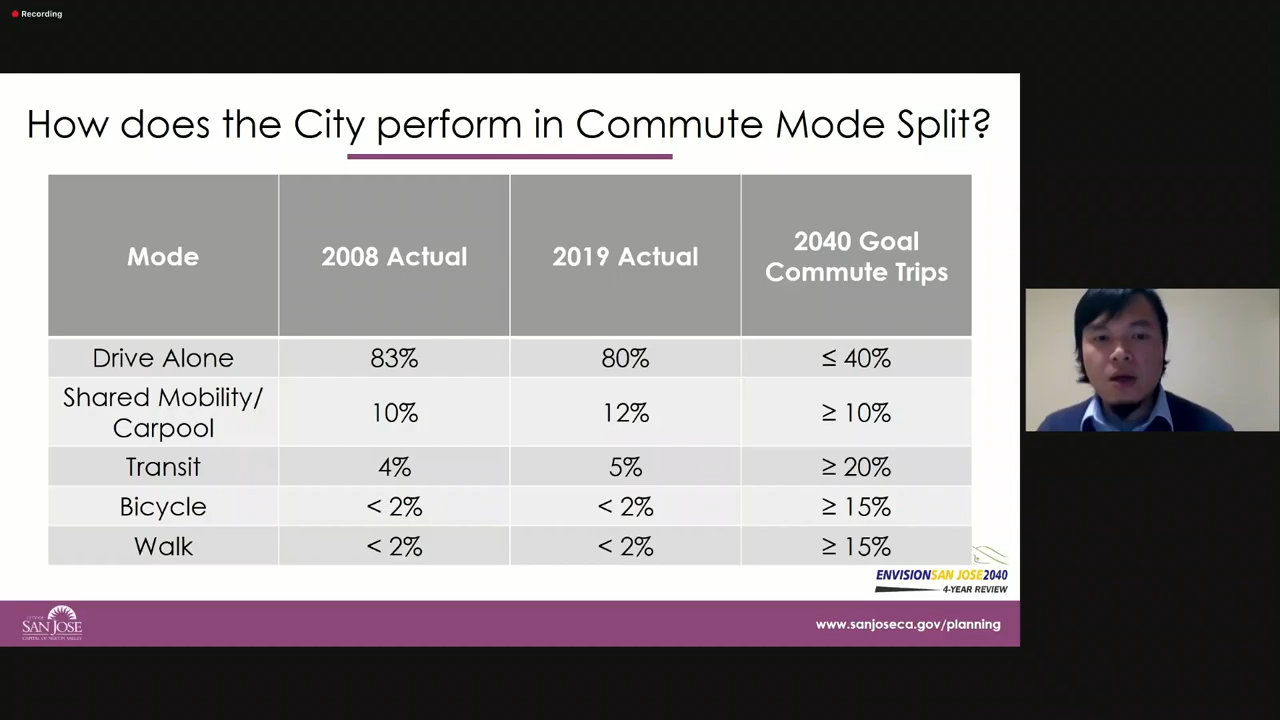 Recording
How does the City perform in Commute Mode Split?
Mode
2008 Actual
2019 Actual
2040 Goal
Commute Trips
Drive Alone
83%
80%
≤ 40%
Shared Mobility/
Carpool
10%
12%
≥ 10%
Transit
4%
5%
≥ 20%
Bicycle
< 2%
< 2%
≥ 15%
Walk
< 2%
< 2%
≥ 15%
ENVISION SAN JOSE 2040
4-YEAR REVIEW
CITY OF
SAN JOSE
CAPITAL OF SILICON VALLEY
www.sanjoseca.gov/planning